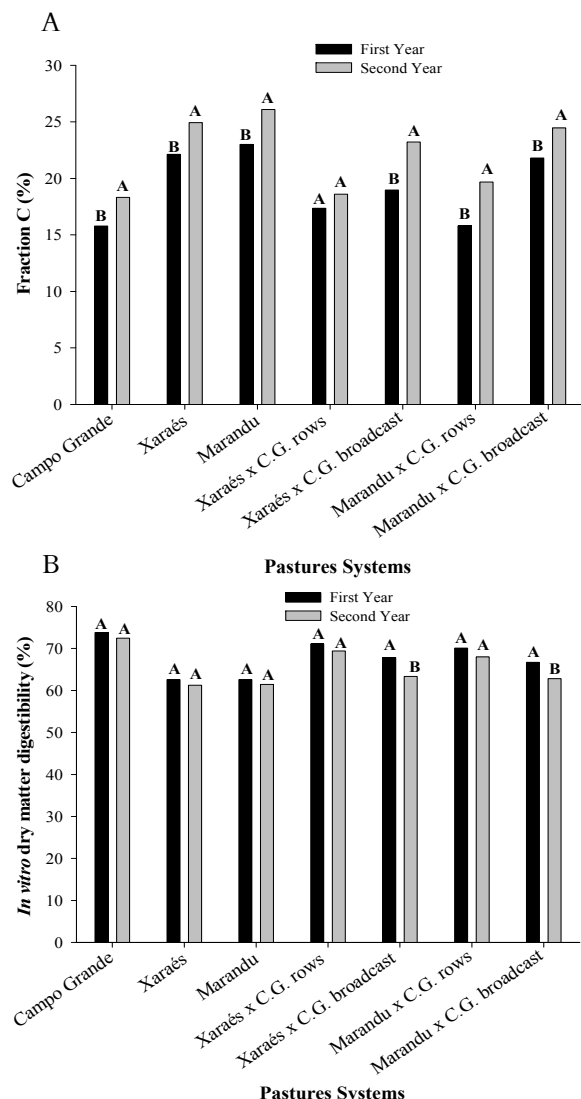 A
First Year
Second Year
30
25
20
15
10
5
0
Fraction C (%)
B
A
B
A
B
A
A
A
B
A
B
A
B
A
Campo Grande
Xaraés
Marandu
Xaraés x C.G. rows
Xaraés x C.G. broadcast
Marandu x C.G. rows
Marandu x C.G. broadcast
Pastures Systems
B
First Year
Second Year
80
70
60
50
40
30
20
10
0
In vitro dry matter digestibility (%)
A
A
A
A
A
A
A
A
A
B
A
A
A
B
Campo Grande
Xaraés
Marandu
Xaraés x C.G. rows
Xaraés x C.G. broadcast
Marandu x C.G. rows
Marandu x C.G. broadcast
Pastures Systems